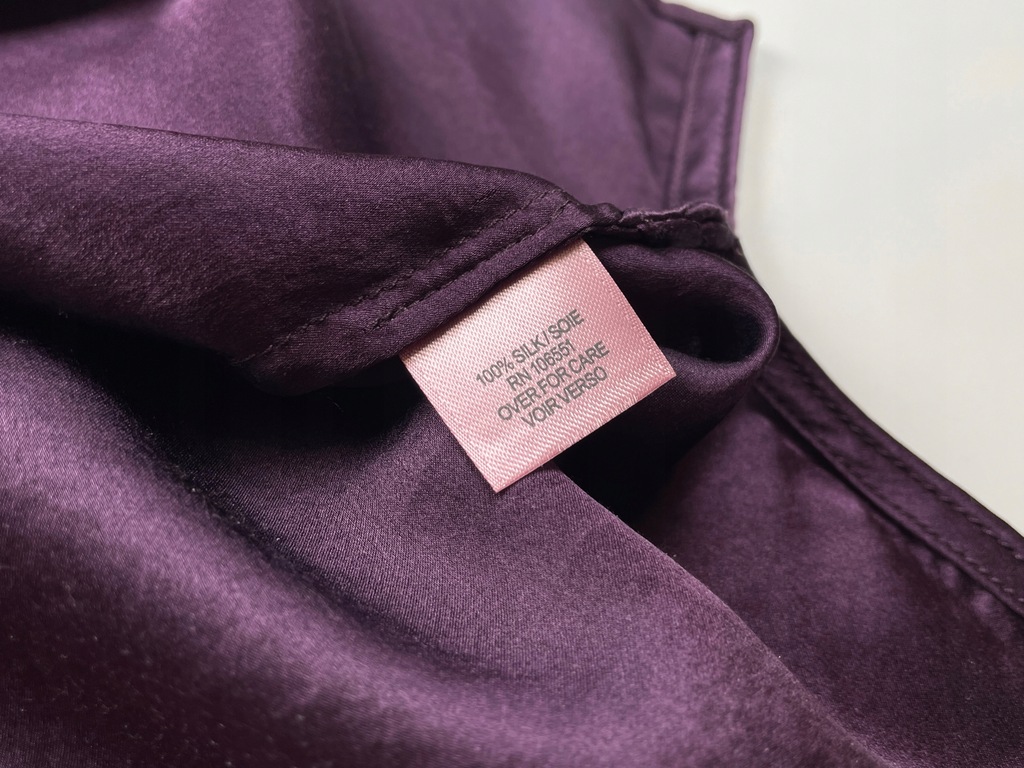 100% SILK / SOIE
RN 106551
OVER FOR CARE
VOIR VERSO